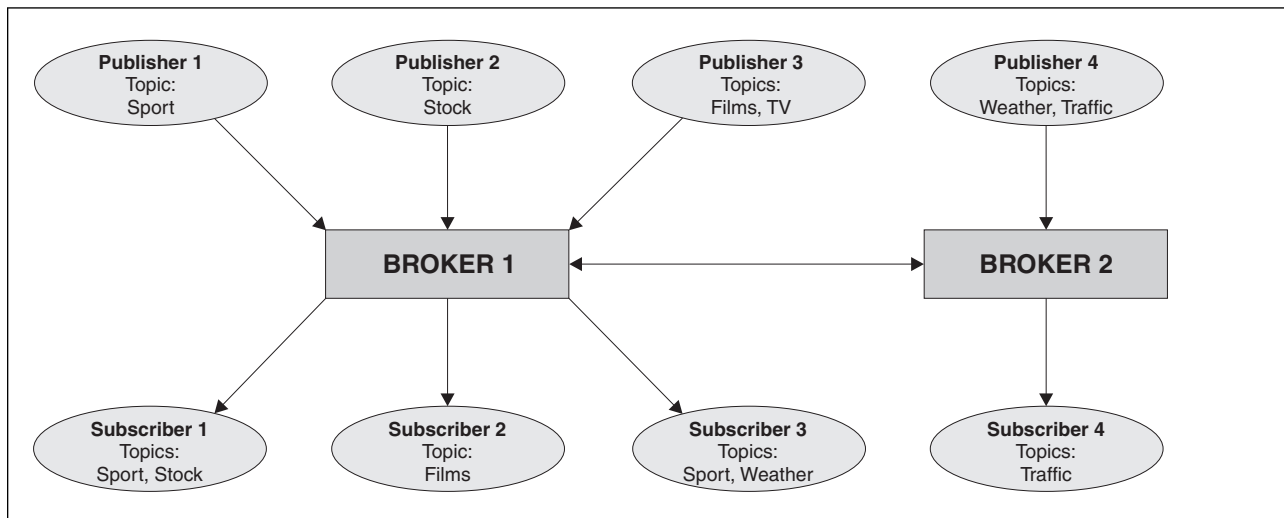 Publisher 1
Topic:
Sport
Publisher 2
Topic:
Stock
Publisher 3
Topics:
Films, TV
Publisher 4
Topics:
Weather, Traffic
BROKER 1
BROKER 2
Subscriber 1
Topics:
Sport, Stock
Subscriber 2
Topic:
Films
Subscriber 3
Topics:
Sport, Weather
Subscriber 4
Topics:
Traffic